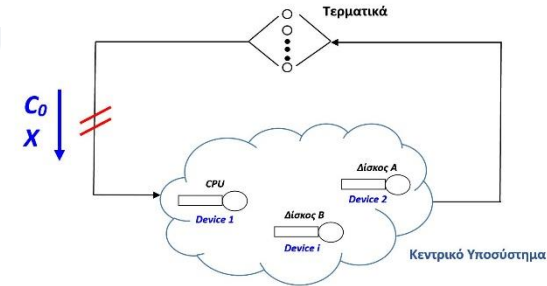 Τερματικά
C0
X
CPU
Device 1
Δίσκος A
Device 2
Δίσκος B
Device i
Κεντρικό Υποσύστημα